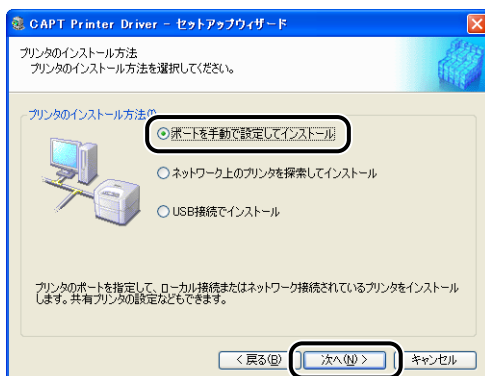 CAPT Printer Driver - セットアップウィザード
プリンタのインストール方法
プリンタのインストール方法を選択してください。
プリンタのインストール方法(I)
ポートを手動で設定してインストール
ネットワーク上のプリンタを探索してインストール
USB接続でインストール
プリンタのポートを指定して、ローカル接続またはネットワーク接続されているプリンタをインストール
します。共有プリンタの設定などもできます。
< 戻る(B) 次へ(N) > キャンセル